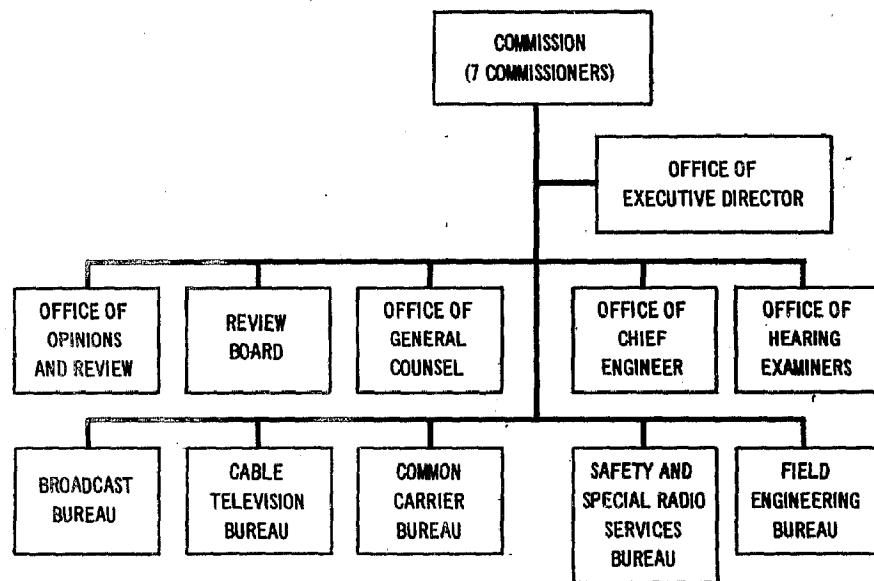 COMMISSION
(7 COMMISSIONERS)
OFFICE OF
EXECUTIVE DIRECTOR
OFFICE OF
OPINIONS
AND REVIEW
REVIEW
BOARD
OFFICE OF
GENERAL
COUNSEL
OFFICE OF
CHIEF
ENGINEER
OFFICE OF
HEARING
EXAMINERS
BROADCAST
BUREAU
CABLE
TELEVISION
BUREAU
COMMON
CARRIER
BUREAU
SAFETY AND
SPECIAL RADIO
SERVICES
BUREAU
FIELD
ENGINEERING
BUREAU